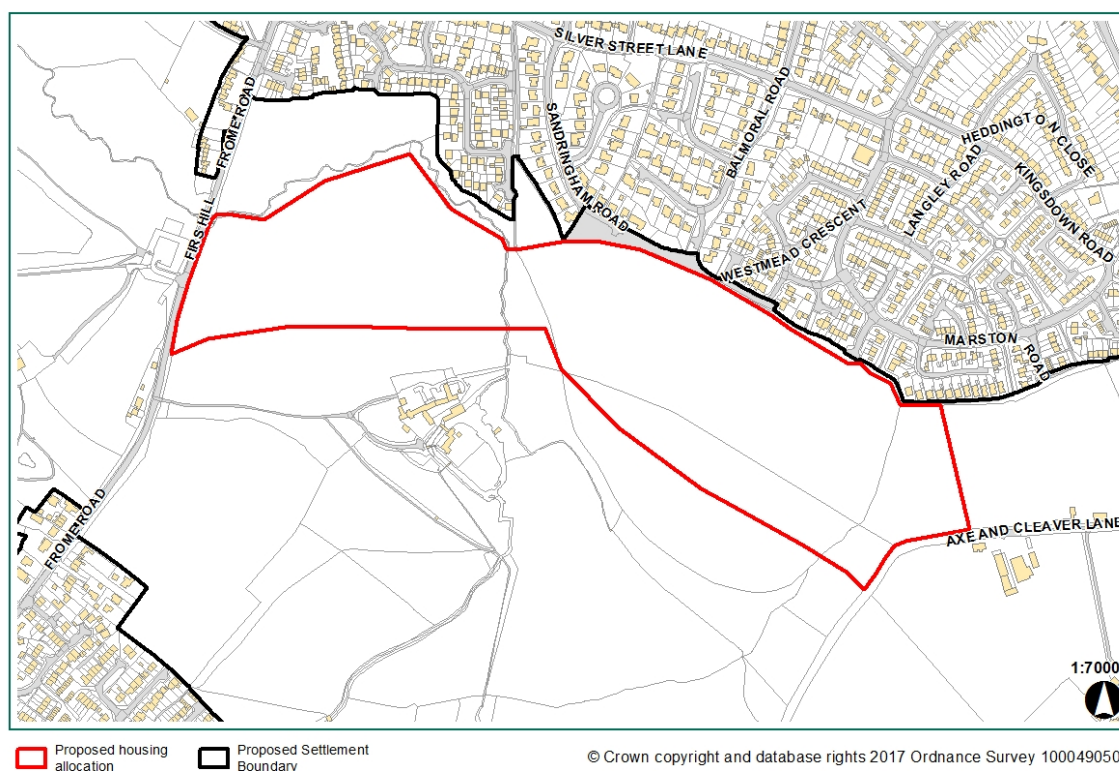 SILVER STREET LANE
FROME ROAD
SANDRINGHAM ROAD
BALMORAL ROAD
HEDDINGTON CLOSE
LANGLEY ROAD
KINGSDOWN ROAD
FIRS HILL
WESTMEAD CRESCENT
MARSTON ROAD
FROME ROAD
AXE AND CLEAVER LANE
1:7000
Proposed housing
allocation
Proposed Settlement
Boundary
© Crown copyright and database rights 2017 Ordnance Survey 100049050